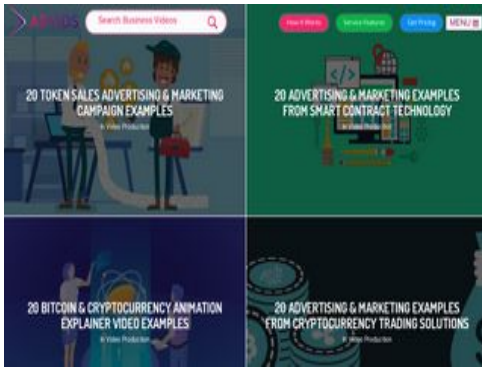 ADVIDS
Search Business Videos
How It Works
Service Features
Get Pricing
MENU
20 TOKEN SALES ADVERTISING & MARKETING
CAMPAIGN EXAMPLES
In Video Production
20 ADVERTISING & MARKETING EXAMPLES
FROM SMART CONTRACT TECHNOLOGY
In Video Production
20 BITCOIN & CRYPTOCURRENCY ANIMATION
EXPLAINER VIDEO EXAMPLES
In Video Production
20 ADVERTISING & MARKETING EXAMPLES
FROM CRYPTOCURRENCY TRADING SOLUTIONS
In Video Production